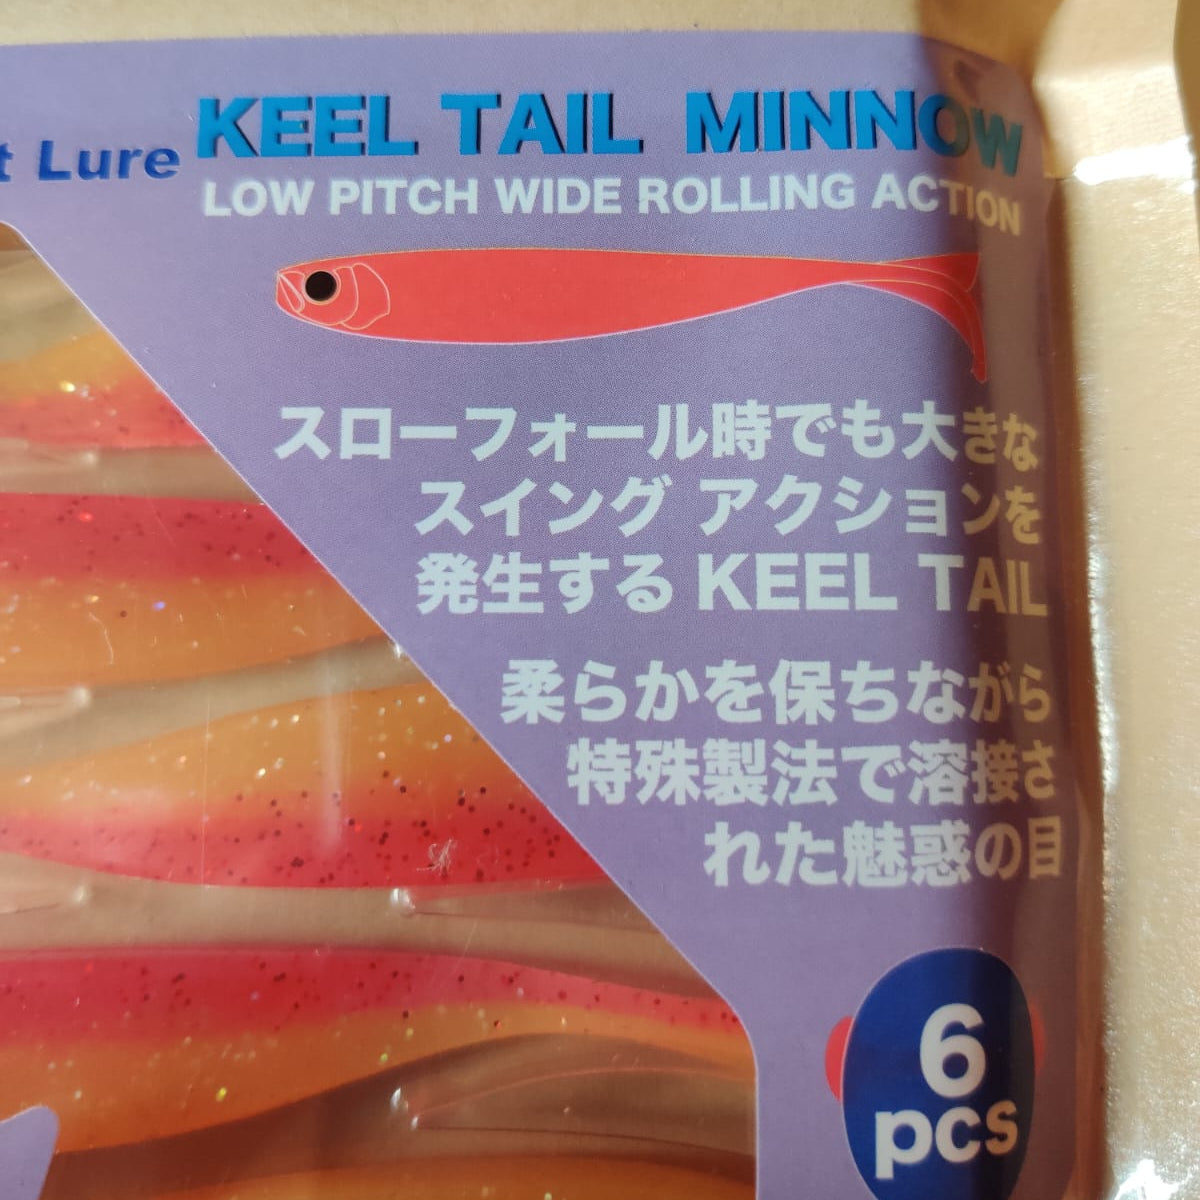 Lure KEEL TAIL MINNOW
LOW PITCH WIDE ROLLING ACTION
スローフォール時でも大きな
スイング アクションを
発生する KEEL TAIL
柔らかを保ちながら
特殊製法で溶接さ
れた魅惑の目
6
pcs